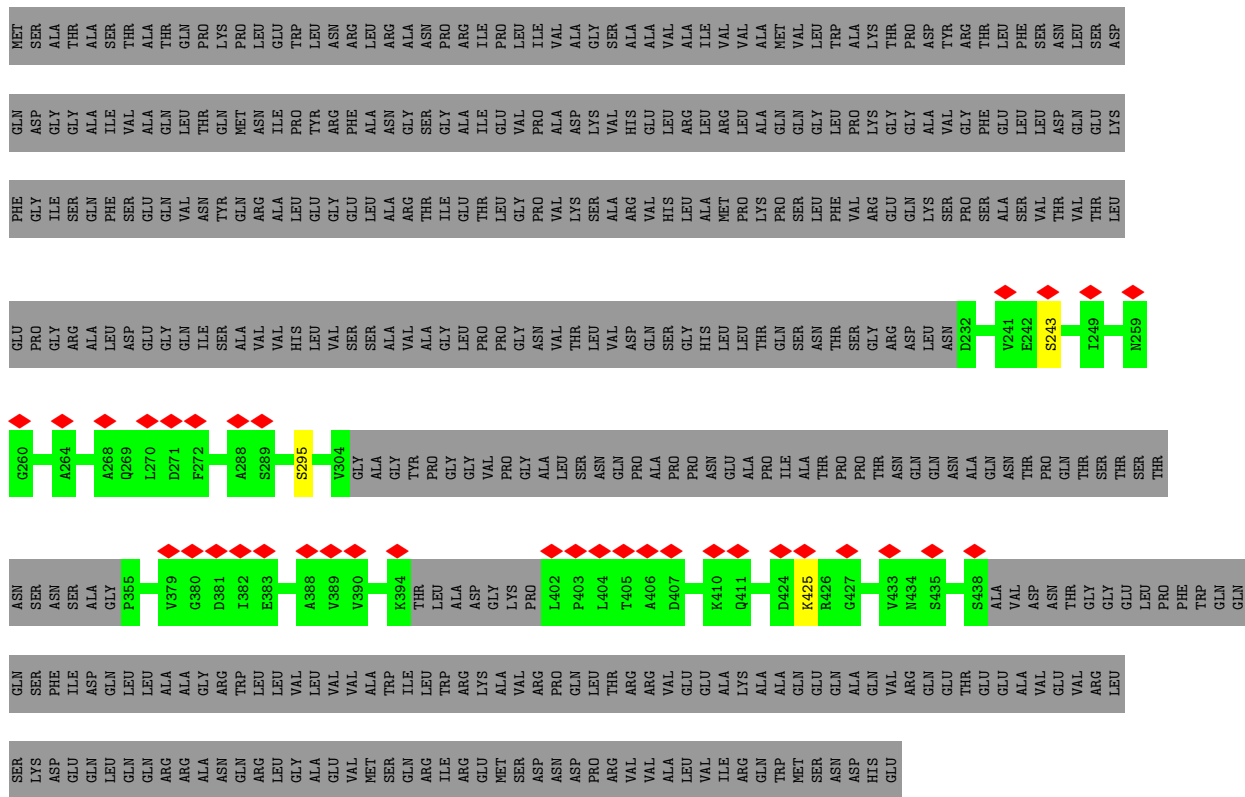 MET SER ALA THR ALA SER THR ALA THR GLN PRO LYS PRO LEU GLU TRP LEU ASN ARG LEU ARG ALA ASN PRO ARG ILE PRO LEU ILE VAL ALA GLY SER ALA ALA VAL ALA ILE VAL VAL ALA MET VAL LEU TRP ALA LYS THR PRO ASP TYR ARG THR LEU PHE SER ASN LEU SER ASP
GLN ASP GLY GLY ALA ILE VAL ALA GLN LEU THR GLN MET ASN ILE PRO TYR ARG PHE ALA ASN GLY SER GLY ALA ILE GLU VAL PRO ALA ASP LYS VAL HIS GLU LEU ARG LEU ARG LEU ALA GLN GLN GLY LEU PRO LYS GLY GLY ALA VAL GLY PHE GLU LEU LEU ASP GLN GLU LYS
PHE GLY ILE SER GLN PHE SER GLU GLN VAL ASN TYR GLN ARG ALA LEU GLU GLY GLU LEU ALA ARG THR ILE GLU THR LEU GLY PRO VAL LYS SER ALA ARG VAL HIS LEU ALA MET PRO LYS PRO SER LEU PHE VAL ARG GLU GLN LYS SER PRO SER ALA SER VAL THR VAL THR LEU
GLU PRO GLY ARG ALA LEU ASP GLU GLY GLN ILE SER ALA VAL VAL HIS LEU VAL SER SER ALA VAL ALA GLY LEU PRO PRO GLY ASN VAL THR LEU VAL ASP GLN SER GLY HIS LEU LEU THR GLN SER ASN THR SER GLY ARG ASP LEU ASN D232 V241 E242 S243 I249 N259
G260 A264 A268 Q269 L270 D271 F272 A288 S289 S295 V304 GLY ALA GLY TYR PRO GLY GLY VAL PRO GLY ALA LEU SER ASN GLN PRO ALA PRO PRO ASN GLU ALA PRO ILE ALA THR PRO PRO THR ASN GLN GLN ASN ALA GLN ASN THR PRO GLN THR SER THR SER THR
ASN SER ASN SER ALA GLY P355 V379 G380 D381 I382 E383 A388 V389 V390 K394 THR LEU ALA ASP GLY LYS PRO L402 P403 L404 T405 A406 D407 K410 Q411 D424 K425 R426 G427 V433 N434 S435 S438 ALA VAL ASP ASN THR GLY GLY GLU LEU PRO PHE TRP GLN GLN
GLN SER PHE ILE ASP GLN LEU LEU ALA ALA GLY ARG TRP LEU LEU VAL LEU VAL VAL ALA TRP ILE LEU TRP ARG LYS ALA VAL ARG PRO GLN LEU THR ARG ARG VAL GLU GLU ALA LYS ALA ALA GLN GLU GLN ALA GLN VAL ARG GLN GLU THR GLU GLU ALA VAL GLU VAL ARG LEU
SER LYS ASP GLU GLN LEU GLN GLN ARG ARG ALA ASN GLN ARG LEU GLY ALA GLU VAL MET SER GLN ARG ILE ARG GLU MET SER ASP ASN ASP PRO ARG VAL VAL ALA LEU VAL ILE ARG GLN TRP MET SER ASN ASP HIS GLU